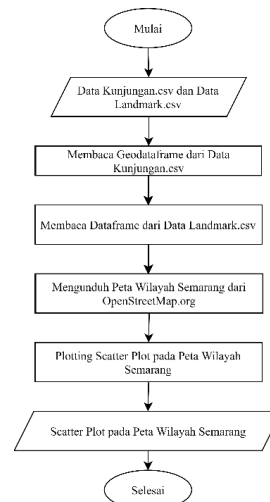 Mulai
Data Kunjungan.csv dan Data
Landmark.csv
Membaca Geodataframe dari Data
Kunjungan.csv
Membaca Dataframe dari Data Landmark.csv
Mengunduh Peta Wilayah Semarang dari
OpenStreetMap.org
Plotting Scatter Plot pada Peta Wilayah
Semarang
Scatter Plot pada Peta Wilayah Semarang
Selesai